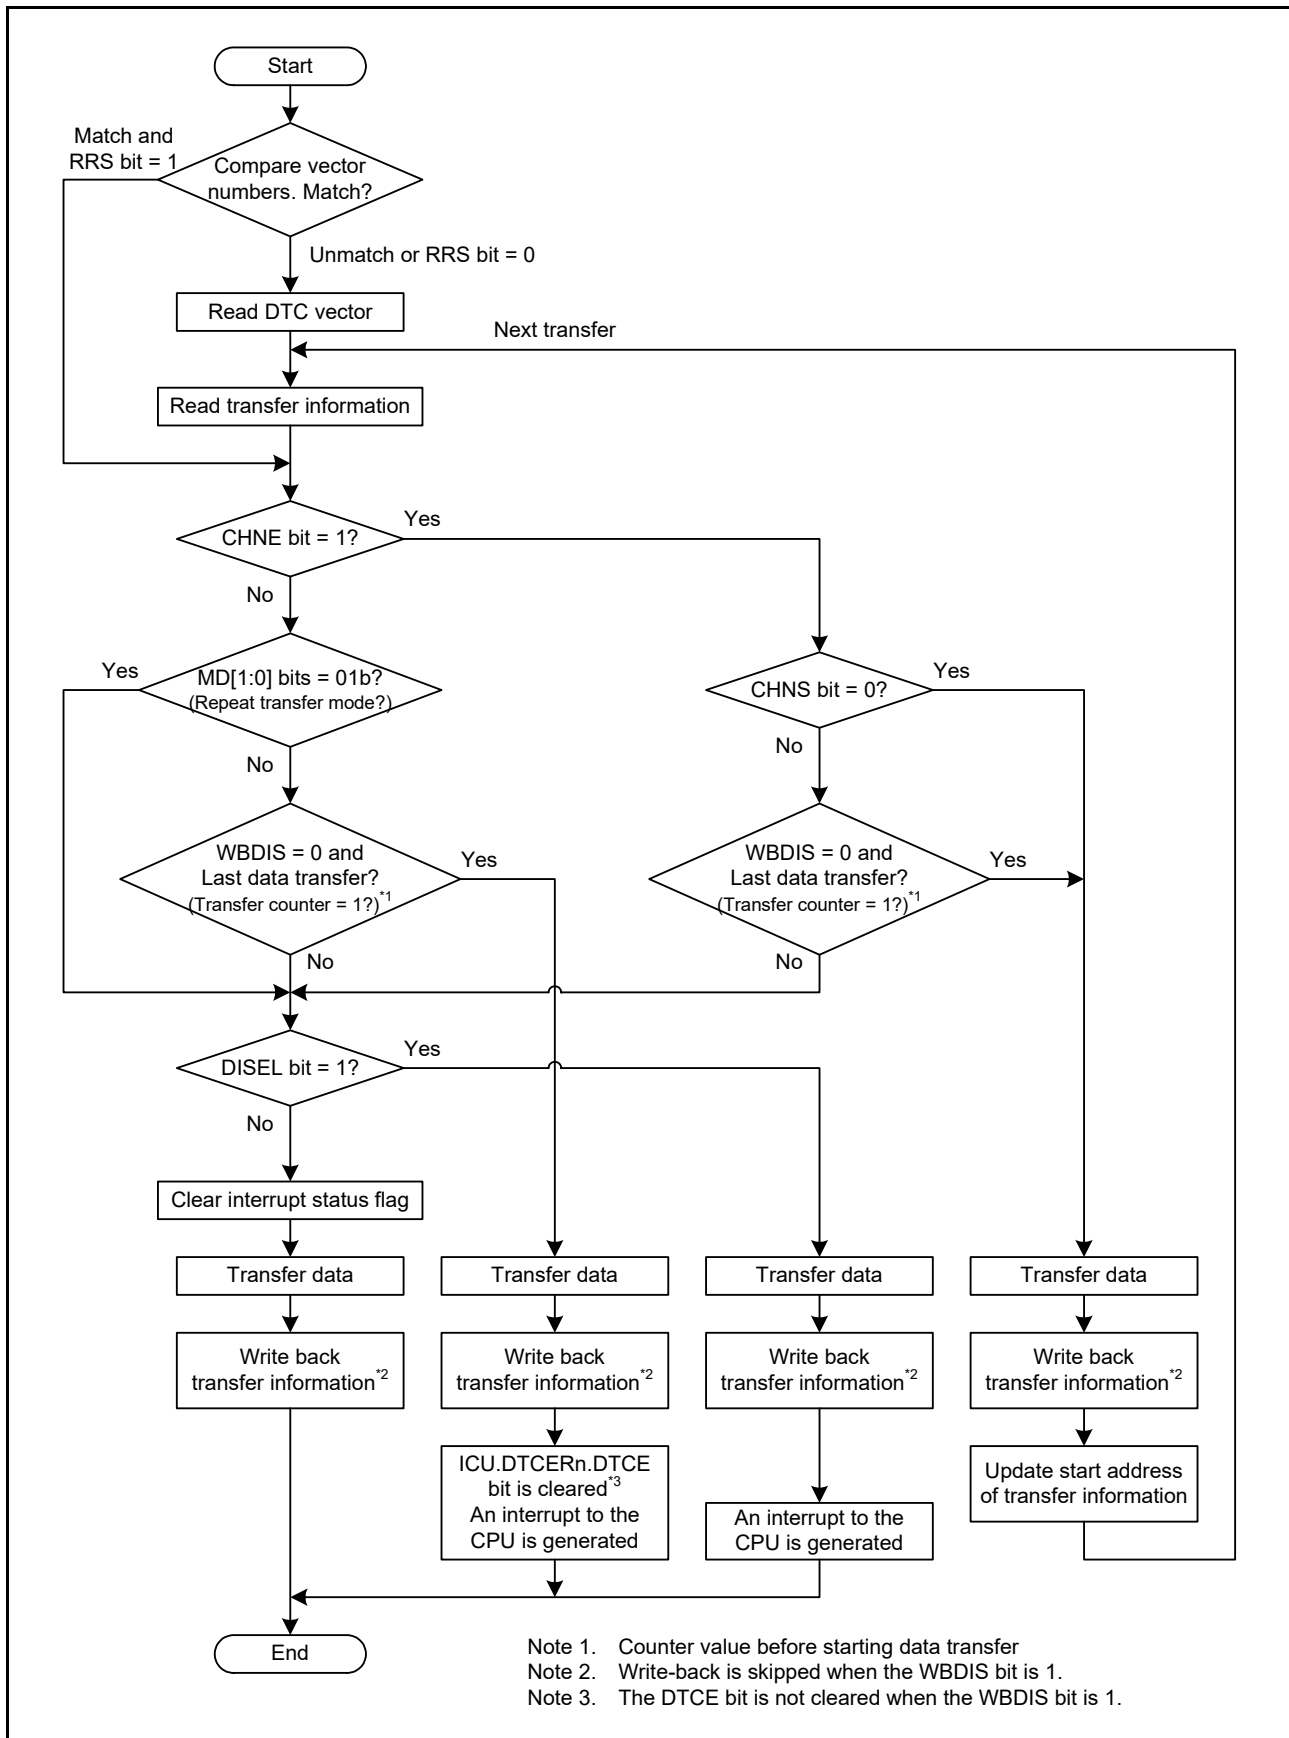 Start
Match and
RRS bit = 1
Compare vector
numbers. Match?
Unmatch or RRS bit = 0
Read DTC vector
Next transfer
Read transfer information
CHNE bit = 1?
Yes
No
Yes
MD[1:0] bits = 01b?
(Repeat transfer mode?)
CHNS bit = 0?
Yes
No
No
WBDIS = 0 and
Last data transfer?
(Transfer counter = 1?)*1
Yes
WBDIS = 0 and
Last data transfer?
(Transfer counter = 1?)*1
Yes
No
No
DISEL bit = 1?
Yes
No
Clear interrupt status flag
Transfer data
Transfer data
Transfer data
Transfer data
Write back
transfer information*2
Write back
transfer information*2
Write back
transfer information*2
Write back
transfer information*2
ICU.DTCERn.DTCE
bit is cleared*3
An interrupt to the
CPU is generated
An interrupt to the
CPU is generated
Update start address
of transfer information
End
Note 1. Counter value before starting data transfer
Note 2. Write-back is skipped when the WBDIS bit is 1.
Note 3. The DTCE bit is not cleared when the WBDIS bit is 1.